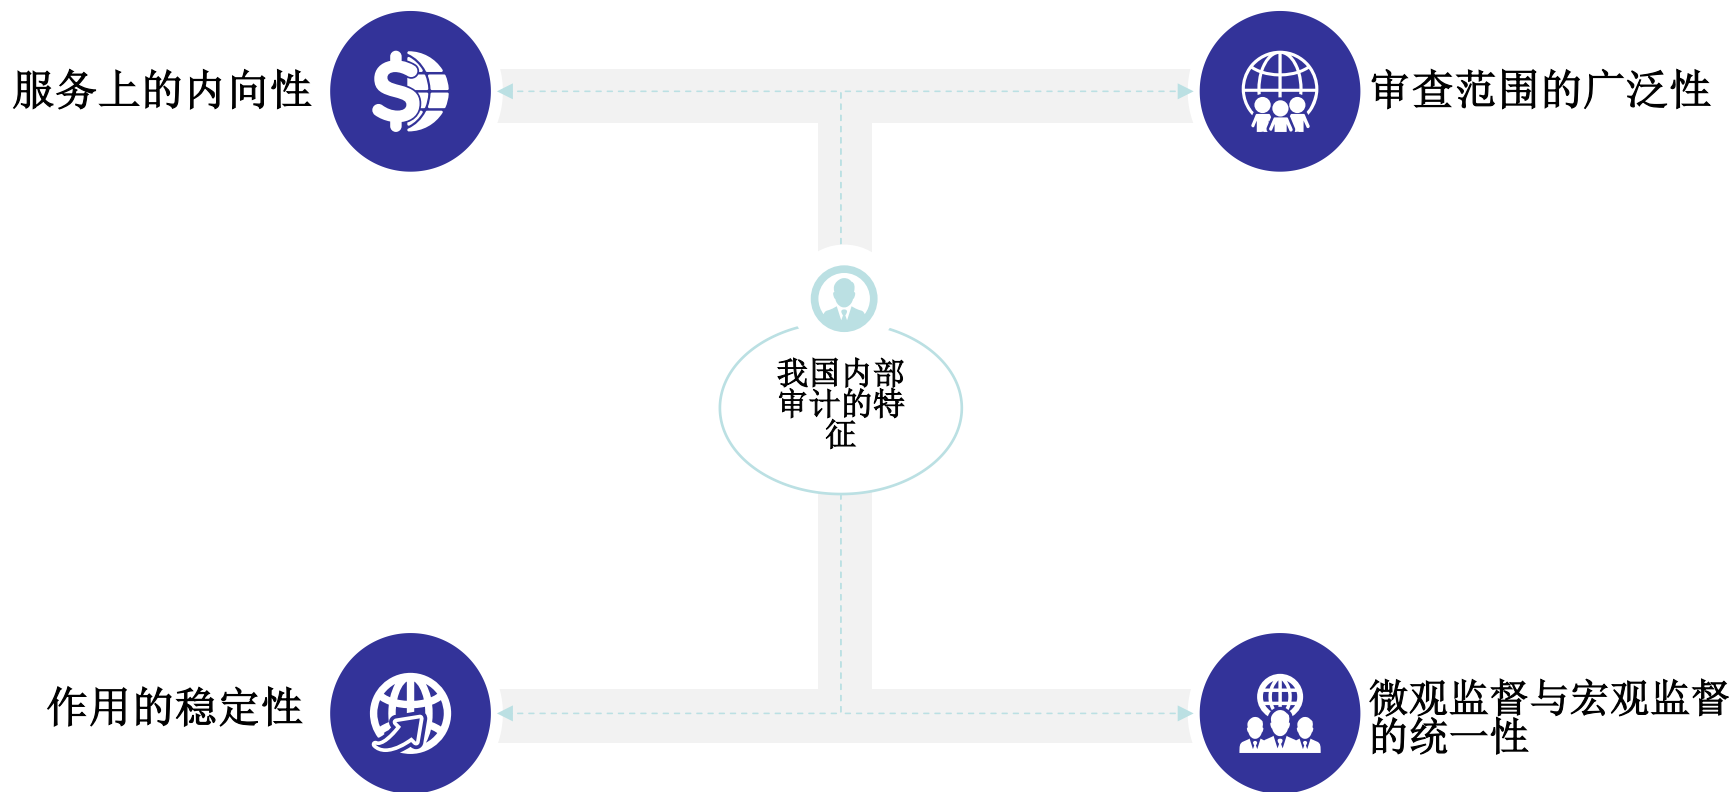 服务上的内向性
审查范围的广泛性
我国内部
审计的特
征
作用的稳定性
微观监督与宏观监督
的统一性